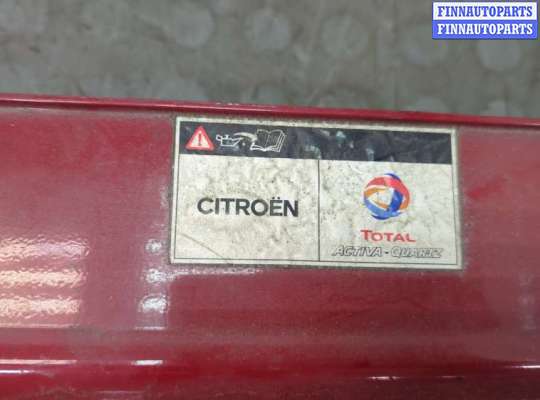 FINNAUTOPARTS
FINNAUTOPARTS
CITROËN
TOTAL
ACTIVA - QUARTZ